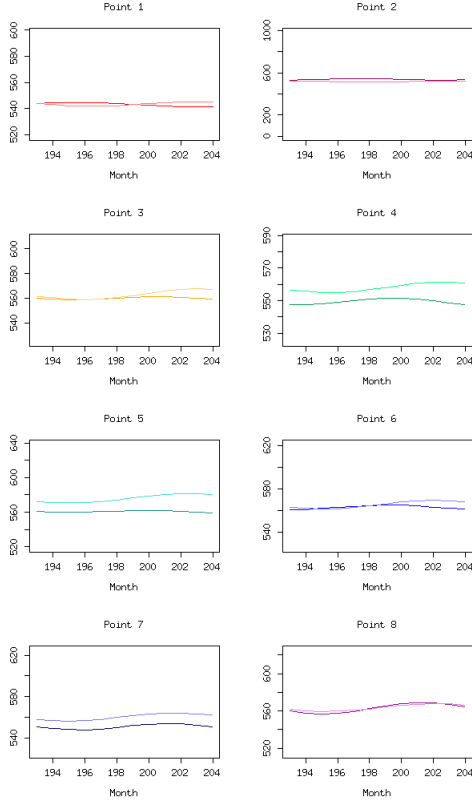 Point 1
520 540 560 580 600
194 196 198 200 202 204
Month
Point 2
0 200 600 1000
194 196 198 200 202 204
Month
Point 3
540 560 580 600
194 196 198 200 202 204
Month
Point 4
530 550 570 590
194 196 198 200 202 204
Month
Point 5
520 560 600 640
194 196 198 200 202 204
Month
Point 6
540 580 620
194 196 198 200 202 204
Month
Point 7
540 580 620
194 196 198 200 202 204
Month
Point 8
520 560 600
194 196 198 200 202 204
Month